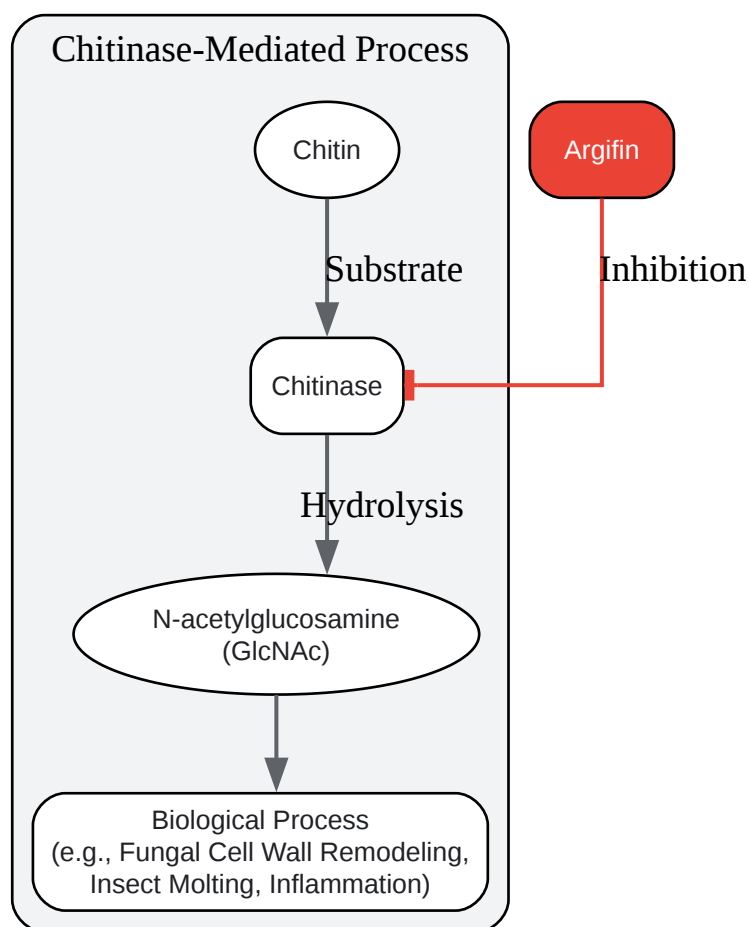 Chitinase-Mediated Process
Chitin
Argifin
Substrate
Inhibition
Chitinase
Hydrolysis
N-acetylglucosamine
(GlcNAc)
Biological Process
(e.g., Fungal Cell Wall Remodeling,
Insect Molting, Inflammation)